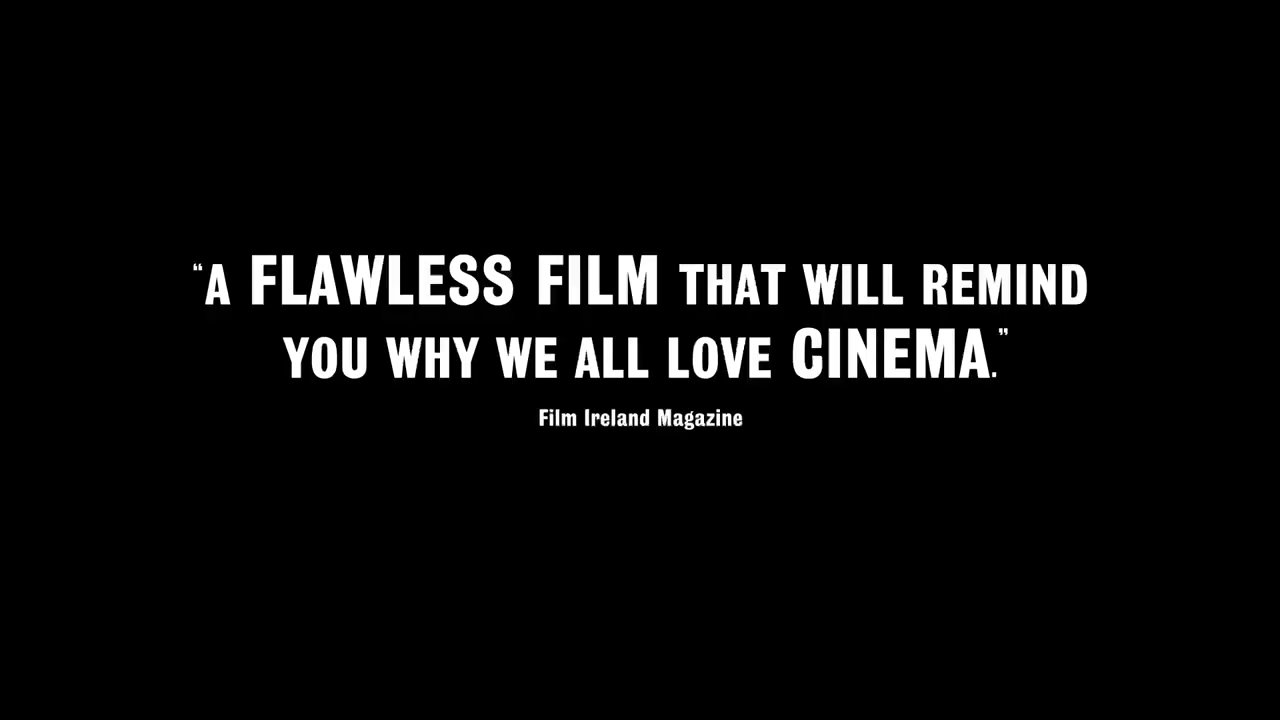 “A FLAWLESS FILM THAT WILL REMIND
YOU WHY WE ALL LOVE CINEMA.”
Film Ireland Magazine